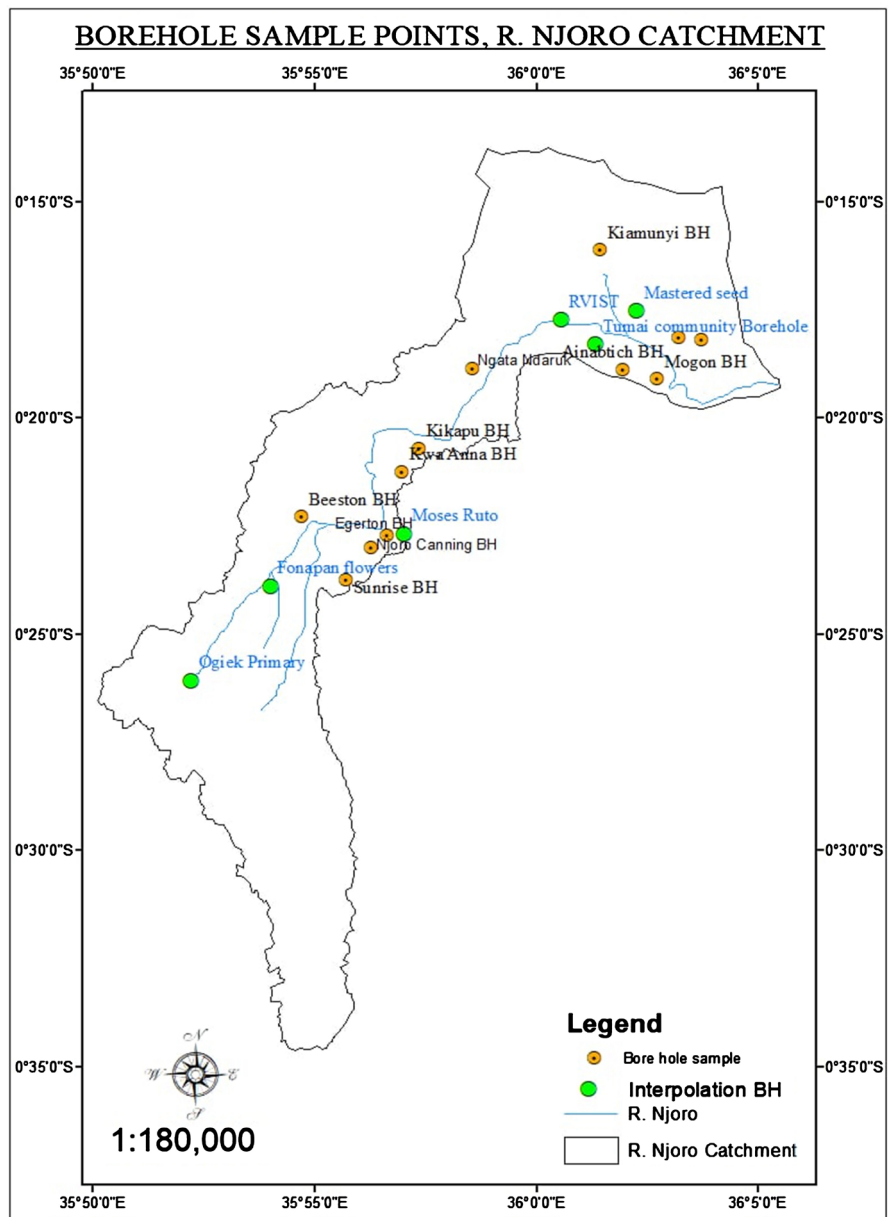 BOREHOLE SAMPLE POINTS, R. NJORO CATCHMENT
35°50'0"E 35°55'0"E 36°0'0"E 36°5'0"E
0°15'0"S 0°15'0"S
Kiamunyi BH
Mastered seed
RVIST
Tumai community Borehole
Ainabtich BH
Ngata Ndaruk
Mogon BH
0°20'0"S 0°20'0"S
Kikapu BH
Kwa Anna BH
Beeston BH
Moses Ruto
Egerton BH
Njoro Canning BH
Fonapan flowers
Sunrise BH
0°25'0"S 0°25'0"S
Ogiek Primary
0°30'0"S 0°30'0"S
Legend
Bore hole sample
Interpolation BH
R. Njoro
R. Njoro Catchment
0°35'0"S 0°35'0"S
N
W E
S
1:180,000
35°50'0"E 35°55'0"E 36°0'0"E 36°5'0"E